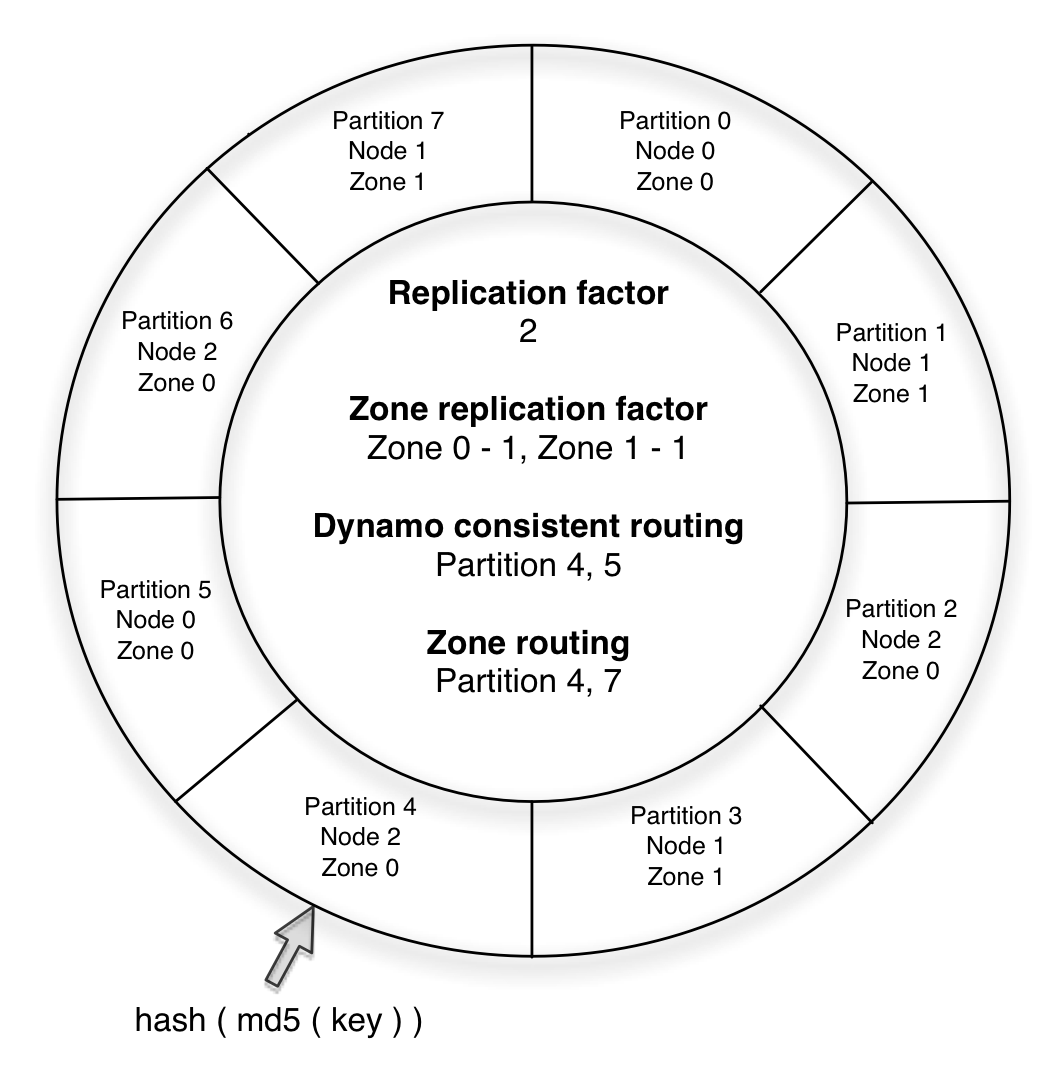 Partition 7
Node 1
Zone 1
Partition 0
Node 0
Zone 0
Partition 6
Node 2
Zone 0
Partition 1
Node 1
Zone 1
Replication factor
2
Zone replication factor
Zone 0 - 1, Zone 1 - 1
Dynamo consistent routing
Partition 4, 5
Zone routing
Partition 4, 7
Partition 5
Node 0
Zone 0
Partition 2
Node 2
Zone 0
Partition 4
Node 2
Zone 0
Partition 3
Node 1
Zone 1
hash ( md5 ( key ) )